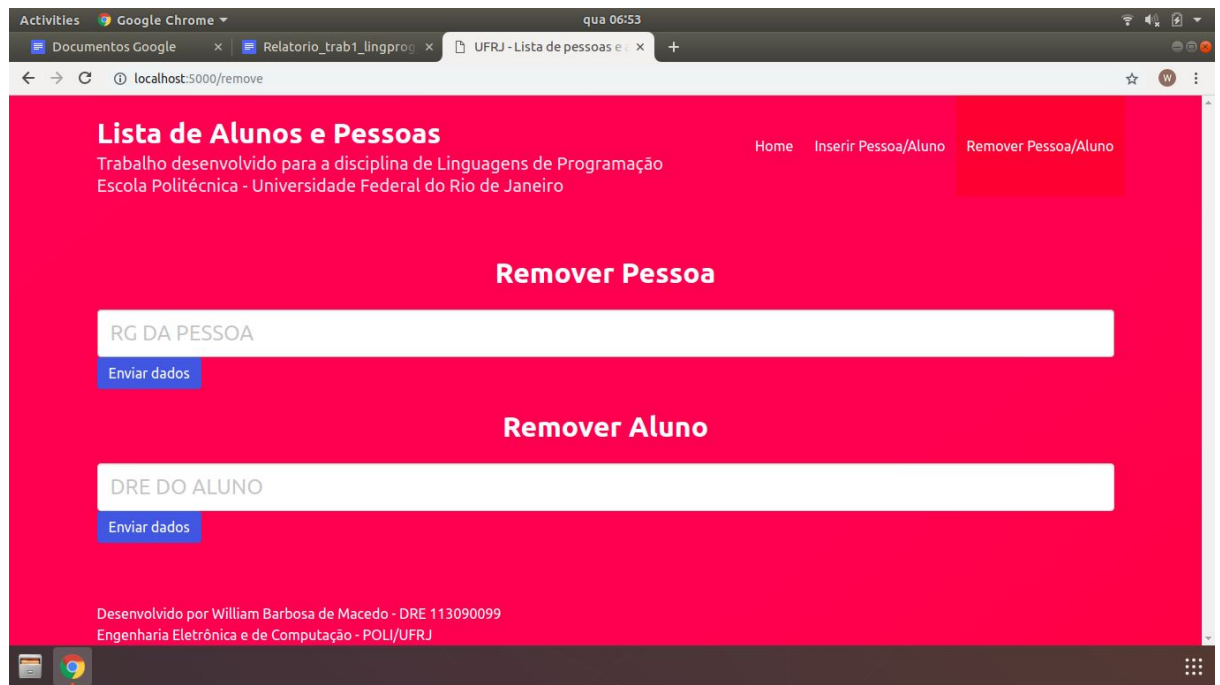 Activities Google Chrome qua 06:53
Documentos Google Relatorio_trab1_lingprog UFRJ - Lista de pessoas e
localhost:5000/remove W
Lista de Alunos e Pessoas
Trabalho desenvolvido para a disciplina de Linguagens de Programação
Escola Politécnica - Universidade Federal do Rio de Janeiro
Home Inserir Pessoa/Aluno Remover Pessoa/Aluno
Remover Pessoa
RG DA PESSOA
Enviar dados
Remover Aluno
DRE DO ALUNO
Enviar dados
Desenvolvido por William Barbosa de Macedo - DRE 113090099
Engenharia Eletrônica e de Computação - POLI/UFRJ